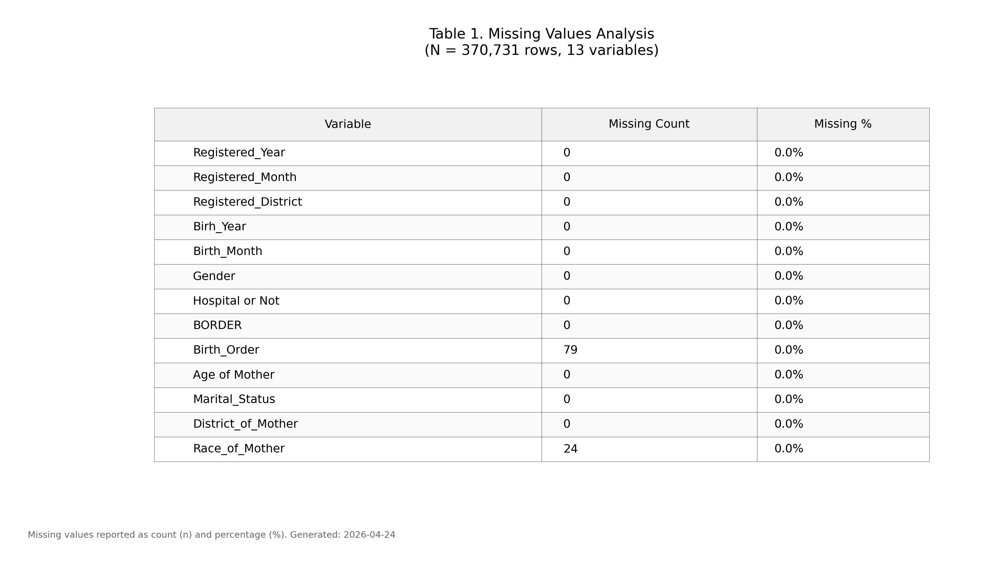 Table 1. Missing Values Analysis
(N = 370,731 rows, 13 variables)
Variable Missing Count Missing %
Registered_Year 0 0.0%
Registered_Month 0 0.0%
Registered_District 0 0.0%
Birh_Year 0 0.0%
Birth_Month 0 0.0%
Gender 0 0.0%
Hospital or Not 0 0.0%
BORDER 0 0.0%
Birth_Order 79 0.0%
Age of Mother 0 0.0%
Marital_Status 0 0.0%
District_of_Mother 0 0.0%
Race_of_Mother 24 0.0%
Missing values reported as count (n) and percentage (%). Generated: 2026-04-24